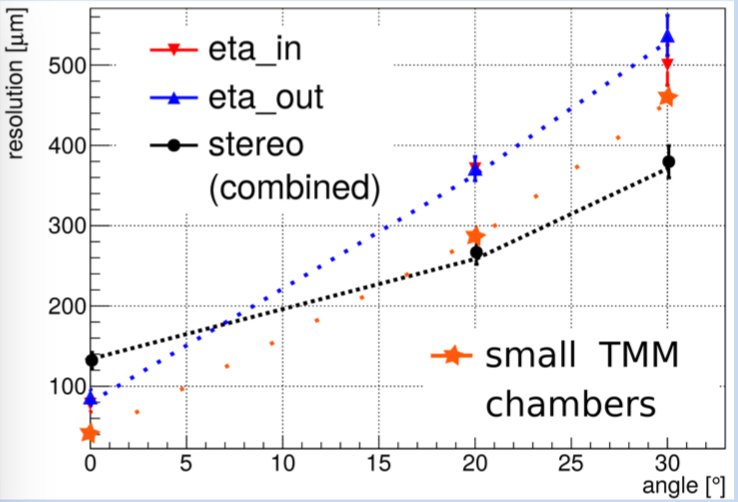 resolution [µm]
500
400
300
200
100
eta_in
eta_out
stereo
(combined)
small TMM
chambers
0 5 10 15 20 25 30
angle [°]